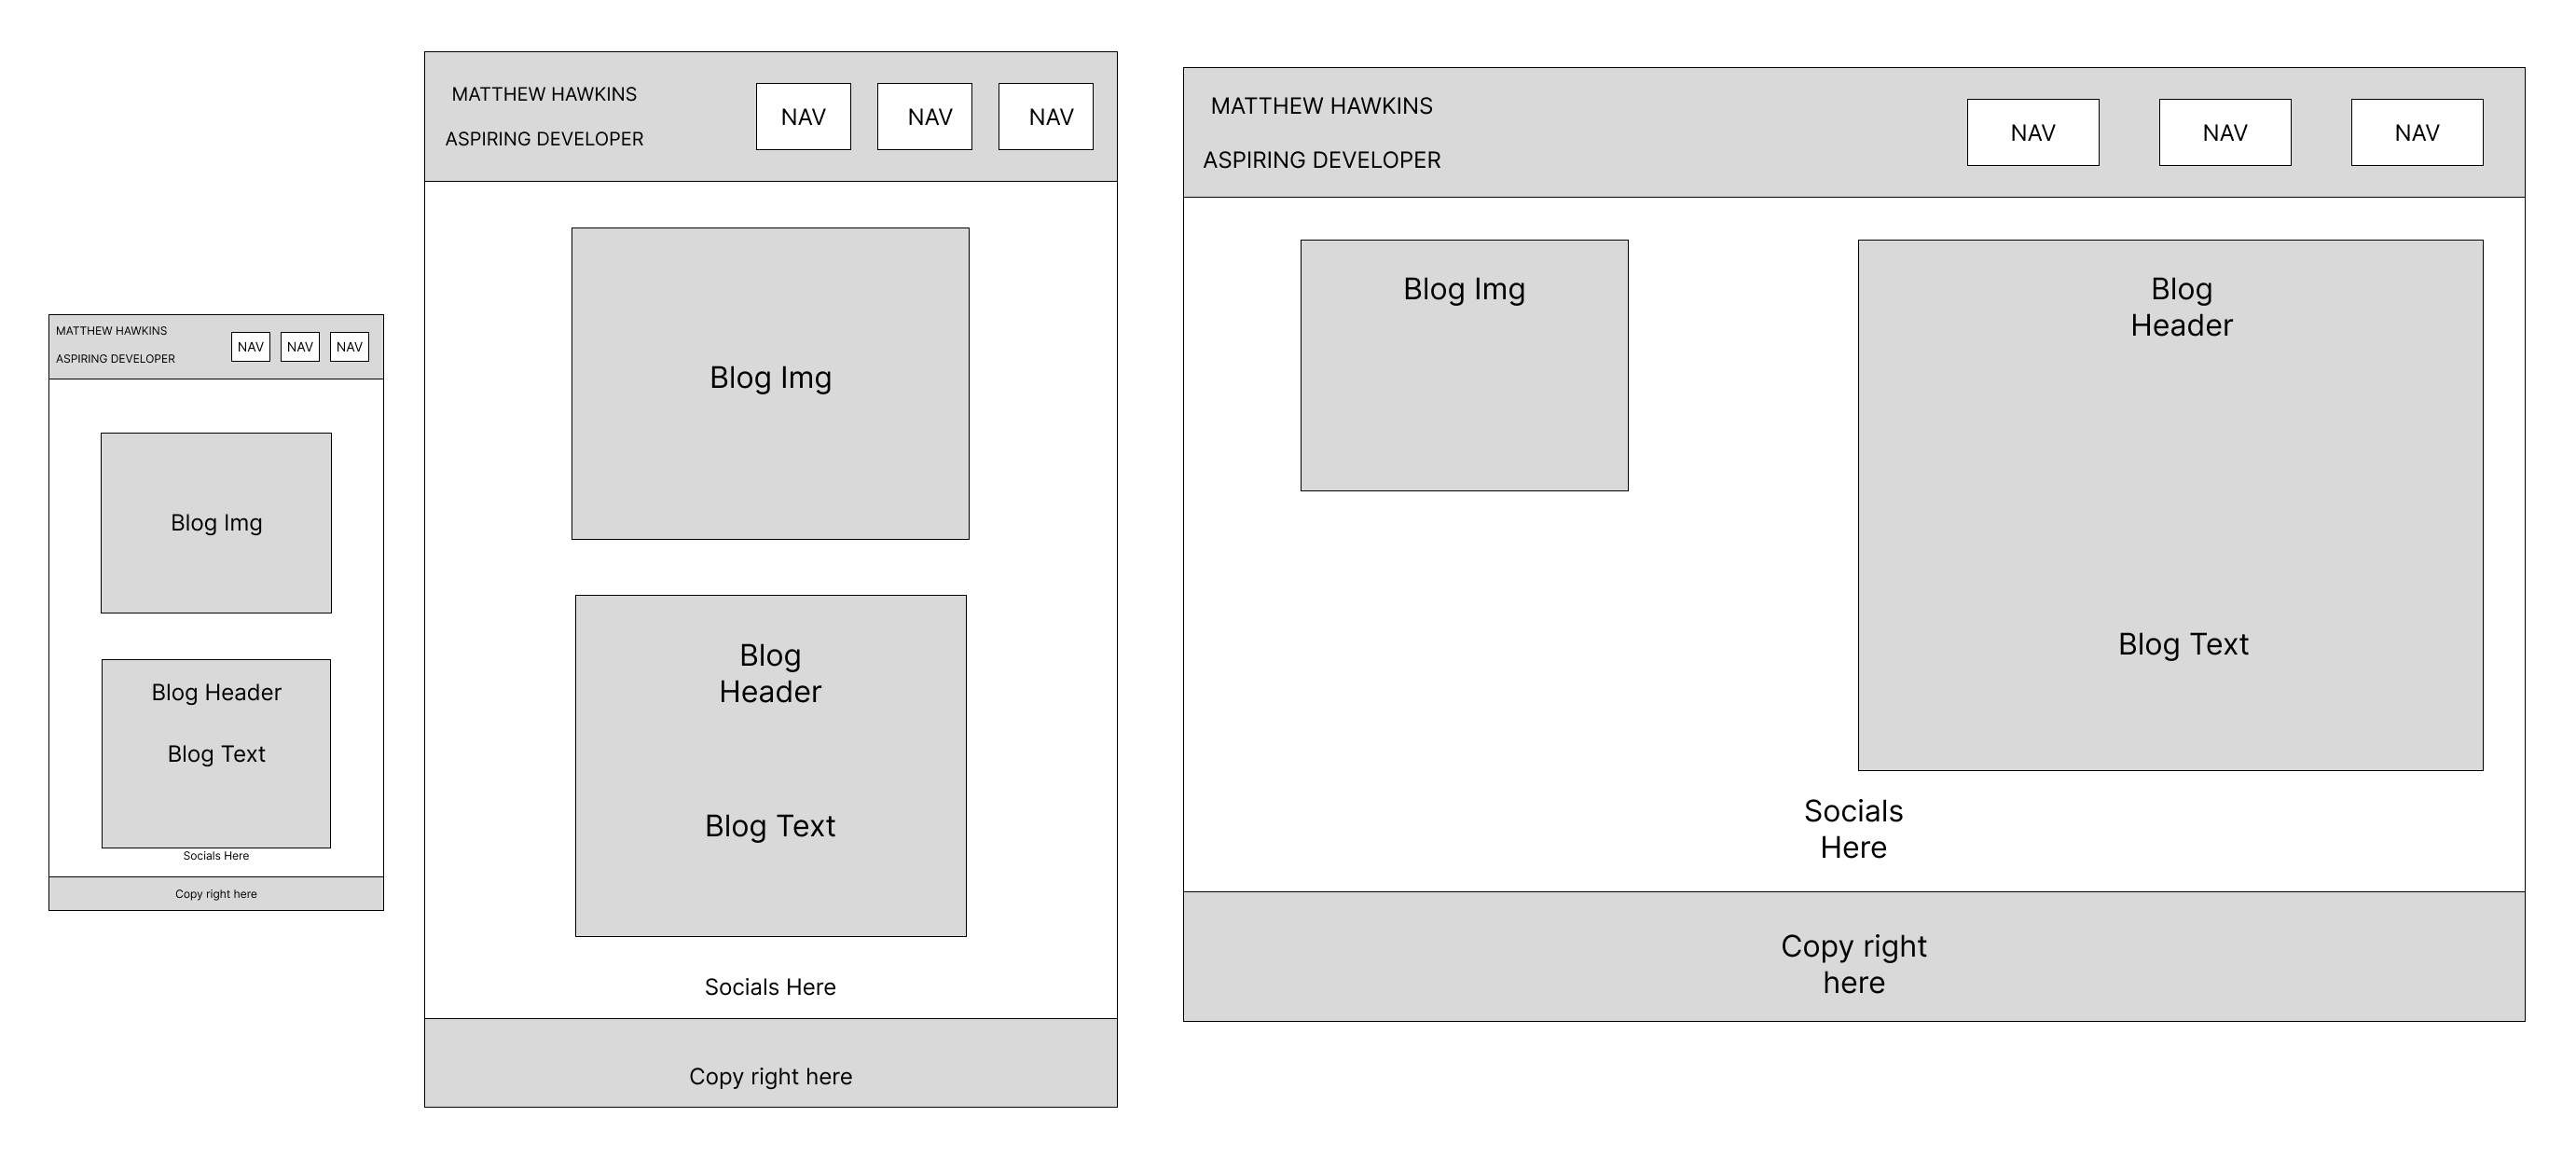 MATTHEW HAWKINS
ASPIRING DEVELOPER
NAV
NAV
NAV
Blog Img
Blog Header
Blog Text
Socials Here
Copy right here
MATTHEW HAWKINS
ASPIRING DEVELOPER
NAV
NAV
NAV
Blog Img
Blog
Header
Blog Text
Socials Here
Copy right here
MATTHEW HAWKINS
ASPIRING DEVELOPER
NAV
NAV
NAV
Blog Img
Blog
Header
Blog Text
Socials
Here
Copy right
here